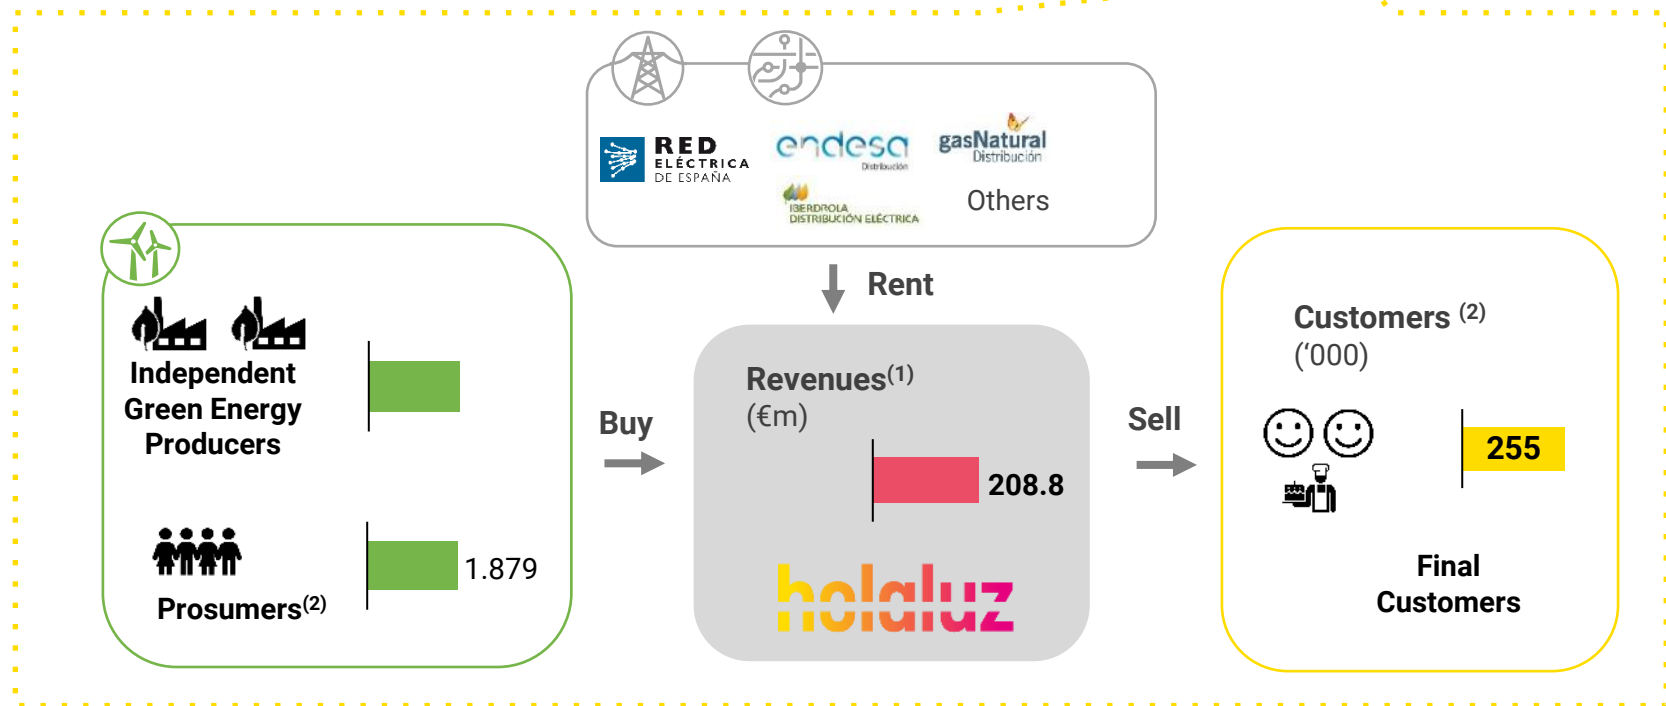 RED
ELÉCTRICA
DE ESPAÑA
endesa
Distribución
gasNatural
Distribución
IBERDROLA
DISTRIBUCIÓN ELÉCTRICA
Others
Rent
Independent
Green Energy
Producers
Prosumers(2)
1.879
Buy
Revenues(1)
(€m)
208.8
holaluz
Sell
Customers (2)
(‘000)
255
Final
Customers